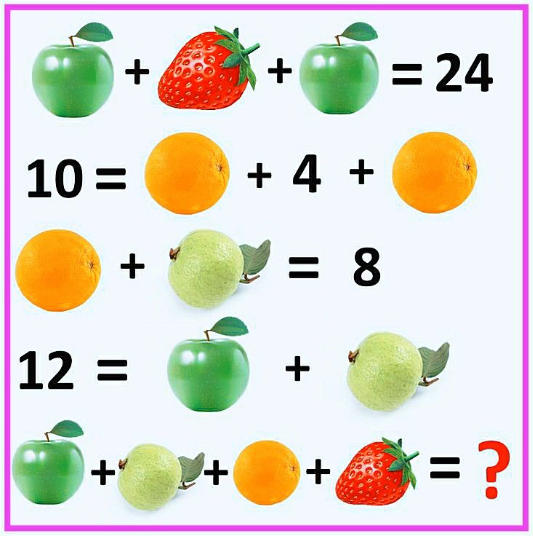 + + = 24
10 = + 4 +
+ = 8
12 = +
+ + + = ?